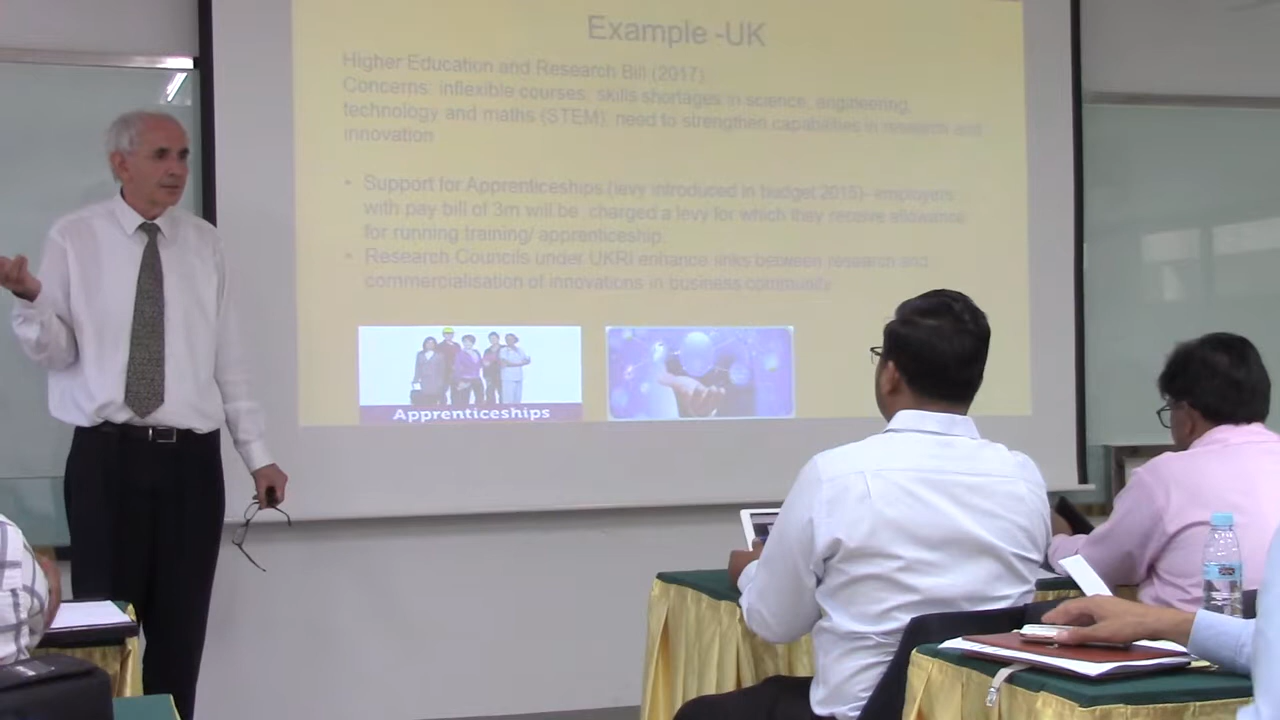 Example -UK
Higher Education and Research Bill (2017)
Concerns: inflexible courses, skills shortages in science, engineering,
technology and maths (STEM); need to strengthen capabilities in research and
innovation
• Support for Apprenticeships (levy introduced in budget 2015)- employers
with pay bill of 3m will be charged a levy for which they receive allowance
for running training/ apprenticeship.
• Research Councils under UKRI enhance links between research and
commercialisation of innovations in business community
Apprenticeships